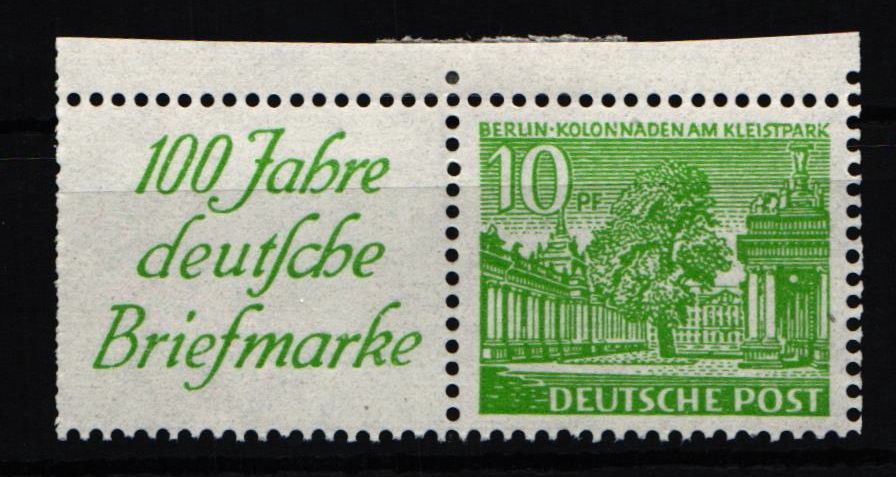 100 Jahre
deutſche
Briefmarke
BERLIN·KOLONNADEN AM KLEISTPARK
10 PF
DEUTSCHE POST